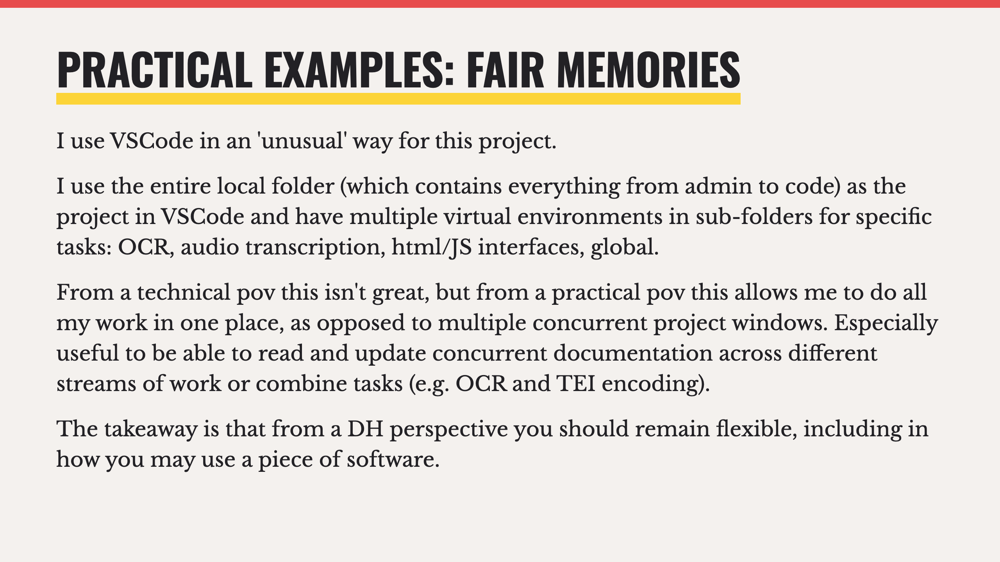 PRACTICAL EXAMPLES: FAIR MEMORIES
I use VSCode in an 'unusual' way for this project.
I use the entire local folder (which contains everything from admin to code) as the
project in VSCode and have multiple virtual environments in sub-folders for specific
tasks: OCR, audio transcription, html/JS interfaces, global.
From a technical pov this isn't great, but from a practical pov this allows me to do all
my work in one place, as opposed to multiple concurrent project windows. Especially
useful to be able to read and update concurrent documentation across different
streams of work or combine tasks (e.g. OCR and TEI encoding).
The takeaway is that from a DH perspective you should remain flexible, including in
how you may use a piece of software.